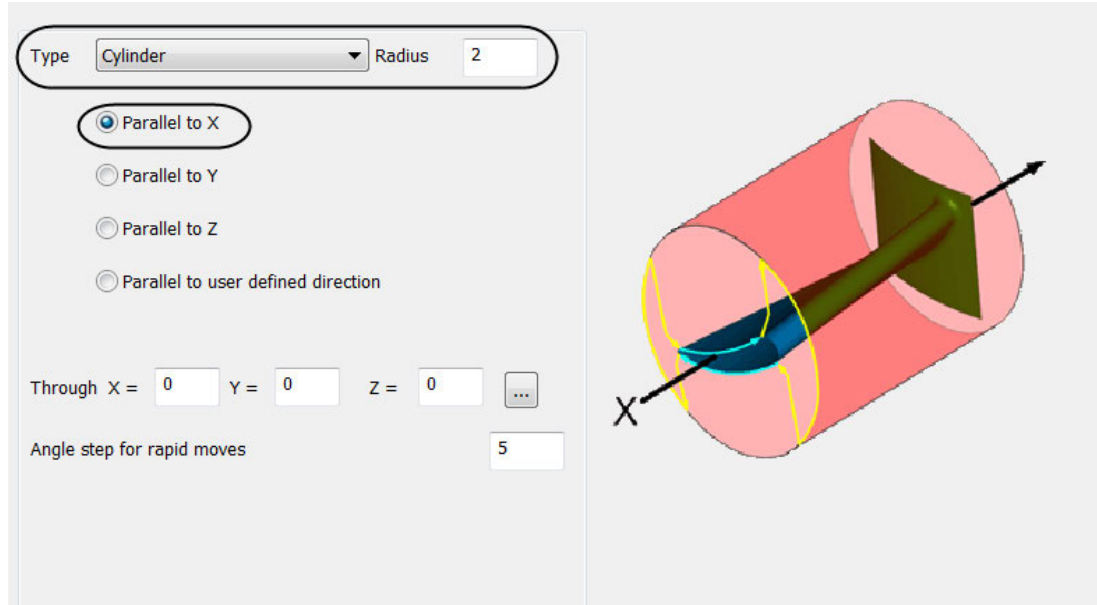 Type Cylinder Radius 2
Parallel to X
Parallel to Y
Parallel to Z
Parallel to user defined direction
Through X = 0 Y = 0 Z = 0 ...
Angle step for rapid moves 5
X